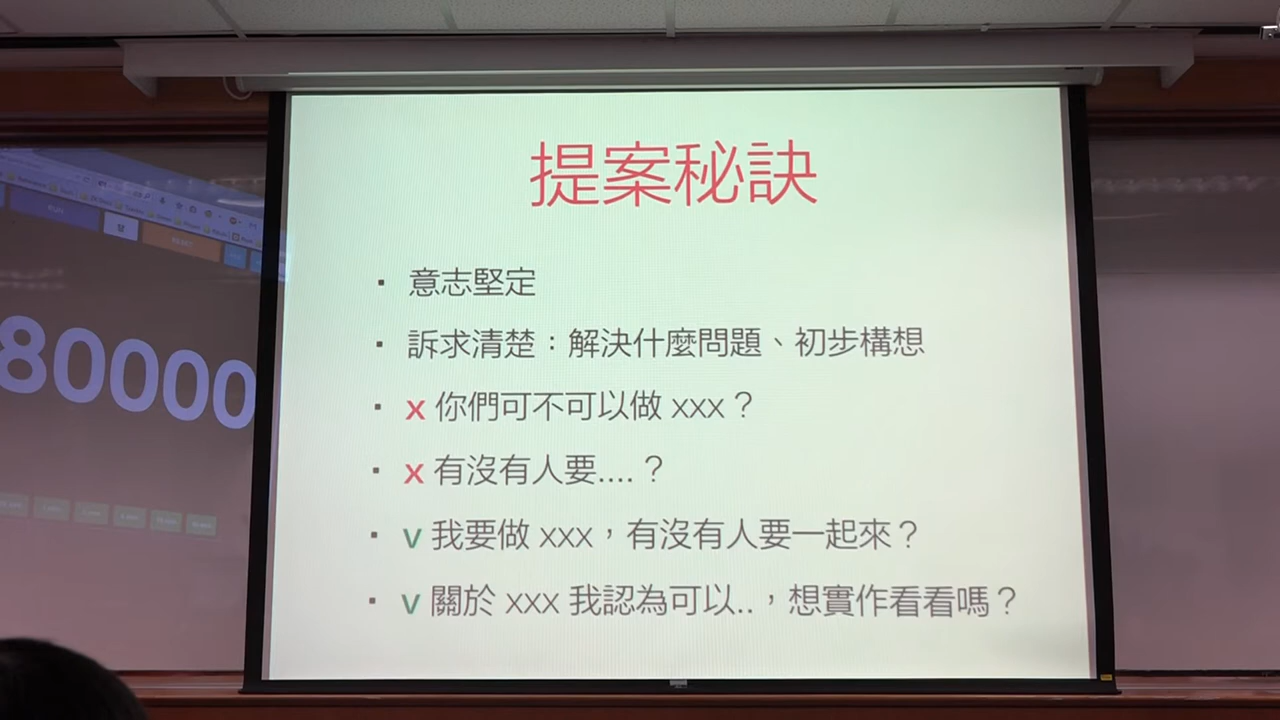 提案秘訣
▪ 意志堅定
▪ 訴求清楚：解決什麼問題、初步構想
▪ x 你們可不可以做 xxx？
▪ x 有沒有人要....？
▪ v 我要做 xxx，有沒有人要一起來？
▪ v 關於 xxx 我認為可以..，想實作看看嗎？
80000